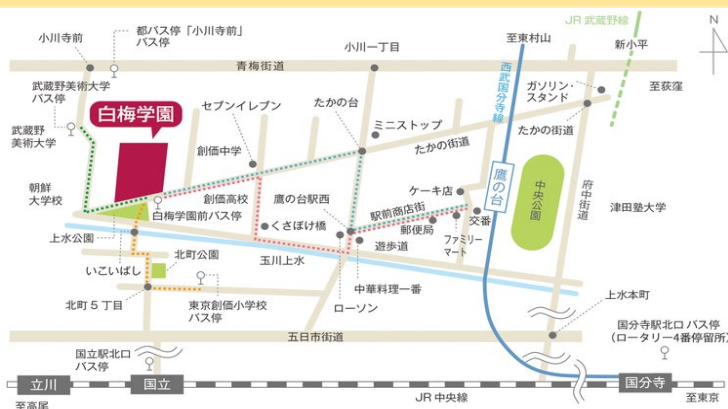 JR 武蔵野線
都バス停「小川寺前」
バス停
小川寺前
小川一丁目
至東村山
新小平
N
青梅街道
至荻窪
武蔵野美術大学
バス停
西武国分寺線
ガソリン・
スタンド
白梅学園
セブンイレブン
たかの台
ミニストップ
たかの街道
たかの街道
武蔵野
美術大学
創価中学
朝鮮
大学校
創価高校
鷹の台駅西
駅前商店街
ケーキ店
鷹の台
中央公園
府中街道
津田塾大学
白梅学園前バス停
くさぼけ橋
郵便局
交番
ファミリー
マート
遊歩道
上水公園
玉川上水
いこいばし
北町公園
中華料理一番
北町5丁目
東京創価小学校
バス停
ローソン
上水本町
五日市街道
国分寺駅北口 バス停
(ロータリー4番停留所)
国立駅北口
バス停
立川
国立
国分寺
至高尾
JR 中央線
至東京